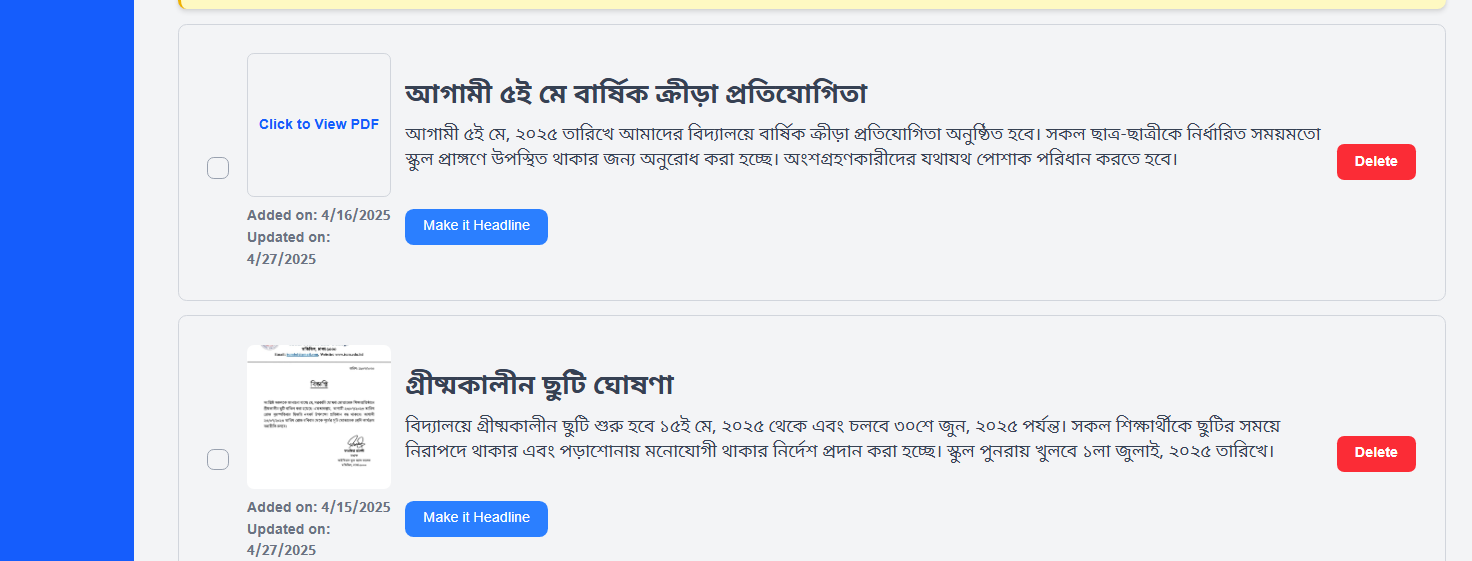 Click to View PDF
আগামী ৫ই মে বার্ষিক ক্রীড়া প্রতিযোগিতা
আগামী ৫ই মে, ২০২৫ তারিখে আমাদের বিদ্যালয়ে বার্ষিক ক্রীড়া প্রতিযোগিতা অনুষ্ঠিত হবে। সকল ছাত্র-ছাত্রীকে নির্ধারিত সময়মতো
স্কুল প্রাঙ্গণে উপস্থিত থাকার জন্য অনুরোধ করা হচ্ছে। অংশগ্রহণকারীদের যথাযথ পোশাক পরিধান করতে হবে।
Delete
Added on: 4/16/2025
Updated on:
4/27/2025
Make it Headline
বিজ্ঞপ্তি
গ্রীষ্মকালীন ছুটি ঘোষণা
বিদ্যালয়ে গ্রীষ্মকালীন ছুটি শুরু হবে ১৫ই মে, ২০২৫ থেকে এবং চলবে ৩০শে জুন, ২০২৫ পর্যন্ত। সকল শিক্ষার্থীকে ছুটির সময়ে
নিরাপদে থাকার এবং পড়াশোনায় মনোযোগী থাকার নির্দেশ প্রদান করা হচ্ছে। স্কুল পুনরায় খুলবে ১লা জুলাই, ২০২৫ তারিখে।
Delete
Added on: 4/15/2025
Updated on:
4/27/2025
Make it Headline